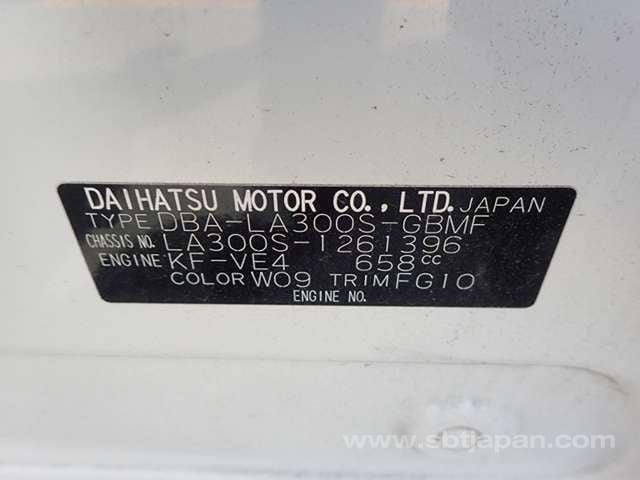 DAIHATSU MOTOR CO., LTD. JAPAN
TYPE DBA-LA300S-GBMF
CHASSIS NO. LA300S-1261396
ENGINE KF-VE4 658cc
COLOR W09 TRIM FG10
ENGINE NO.
www.sbtjapan.com